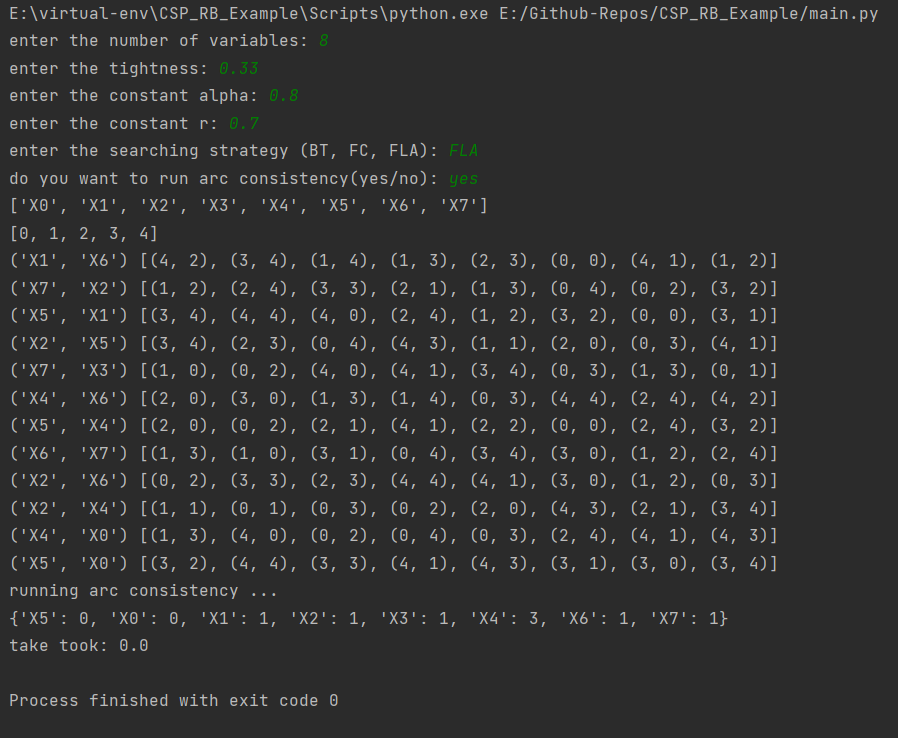 E:\virtual-env\CSP_RB_Example\Scripts\python.exe E:/Github-Repos/CSP_RB_Example/main.py
enter the number of variables: 8
enter the tightness: 0.33
enter the constant alpha: 0.8
enter the constant r: 0.7
enter the searching strategy (BT, FC, FLA): FLA
do you want to run arc consistency(yes/no): yes
['X0', 'X1', 'X2', 'X3', 'X4', 'X5', 'X6', 'X7']
[0, 1, 2, 3, 4]
('X1', 'X6') [(4, 2), (3, 4), (1, 4), (1, 3), (2, 3), (0, 0), (4, 1), (1, 2)]
('X7', 'X2') [(1, 2), (2, 4), (3, 3), (2, 1), (1, 3), (0, 4), (0, 2), (3, 2)]
('X5', 'X1') [(3, 4), (4, 4), (4, 0), (2, 4), (1, 2), (3, 2), (0, 0), (3, 1)]
('X2', 'X5') [(3, 4), (2, 3), (0, 4), (4, 3), (1, 1), (2, 0), (0, 3), (4, 1)]
('X7', 'X3') [(1, 0), (0, 2), (4, 0), (4, 1), (3, 4), (0, 3), (1, 3), (0, 1)]
('X4', 'X6') [(2, 0), (3, 0), (1, 3), (1, 4), (0, 3), (4, 4), (2, 4), (4, 2)]
('X5', 'X4') [(2, 0), (0, 2), (2, 1), (4, 1), (2, 2), (0, 0), (2, 4), (3, 2)]
('X6', 'X7') [(1, 3), (1, 0), (3, 1), (0, 4), (3, 4), (3, 0), (1, 2), (2, 4)]
('X2', 'X6') [(0, 2), (3, 3), (2, 3), (4, 4), (4, 1), (3, 0), (1, 2), (0, 3)]
('X2', 'X4') [(1, 1), (0, 1), (0, 3), (0, 2), (2, 0), (4, 3), (2, 1), (3, 4)]
('X4', 'X0') [(1, 3), (4, 0), (0, 2), (0, 4), (0, 3), (2, 4), (4, 1), (4, 3)]
('X5', 'X0') [(3, 2), (4, 4), (3, 3), (4, 1), (4, 3), (3, 1), (3, 0), (3, 4)]
running arc consistency ...
{'X5': 0, 'X0': 0, 'X1': 1, 'X2': 1, 'X3': 1, 'X4': 3, 'X6': 1, 'X7': 1}
take took: 0.0
Process finished with exit code 0